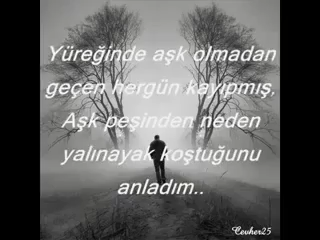 Yüreğinde aşk olmadan
geçen hergün kayıpmış,
Aşk peşinden neden
yalınayak koştuğunu
anladım..
Cevher25